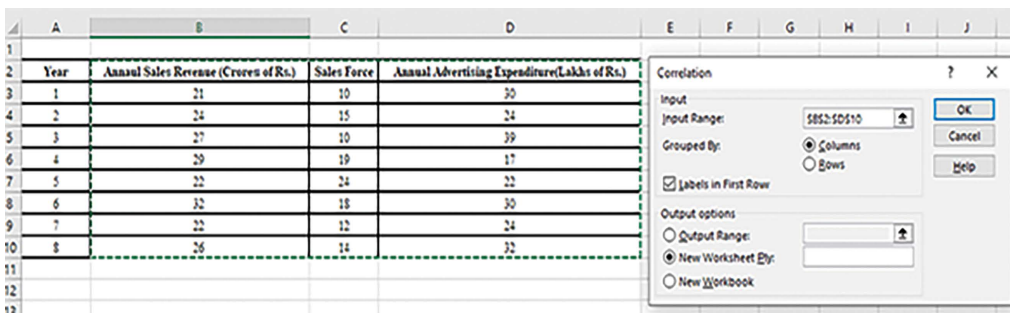 A B C D E F G H I J
1
2 Year Annaul Sales Revenue (Crores of Rs.) Sales Force Annual Advertising Expenditure(Lakhs of Rs.)
3 1 21 10 30
4 2 24 15 24
5 3 27 10 39
6 4 29 19 17
7 5 22 24 22
8 6 32 18 30
9 7 22 12 24
10 8 26 14 32
11
12
13
Correlation ? X
Input
Input Range: $B$2:$D$10 OK
Grouped By: Columns Cancel
Rows Help
Labels in First Row
Output options
Output Range:
New Worksheet Ply:
New Workbook